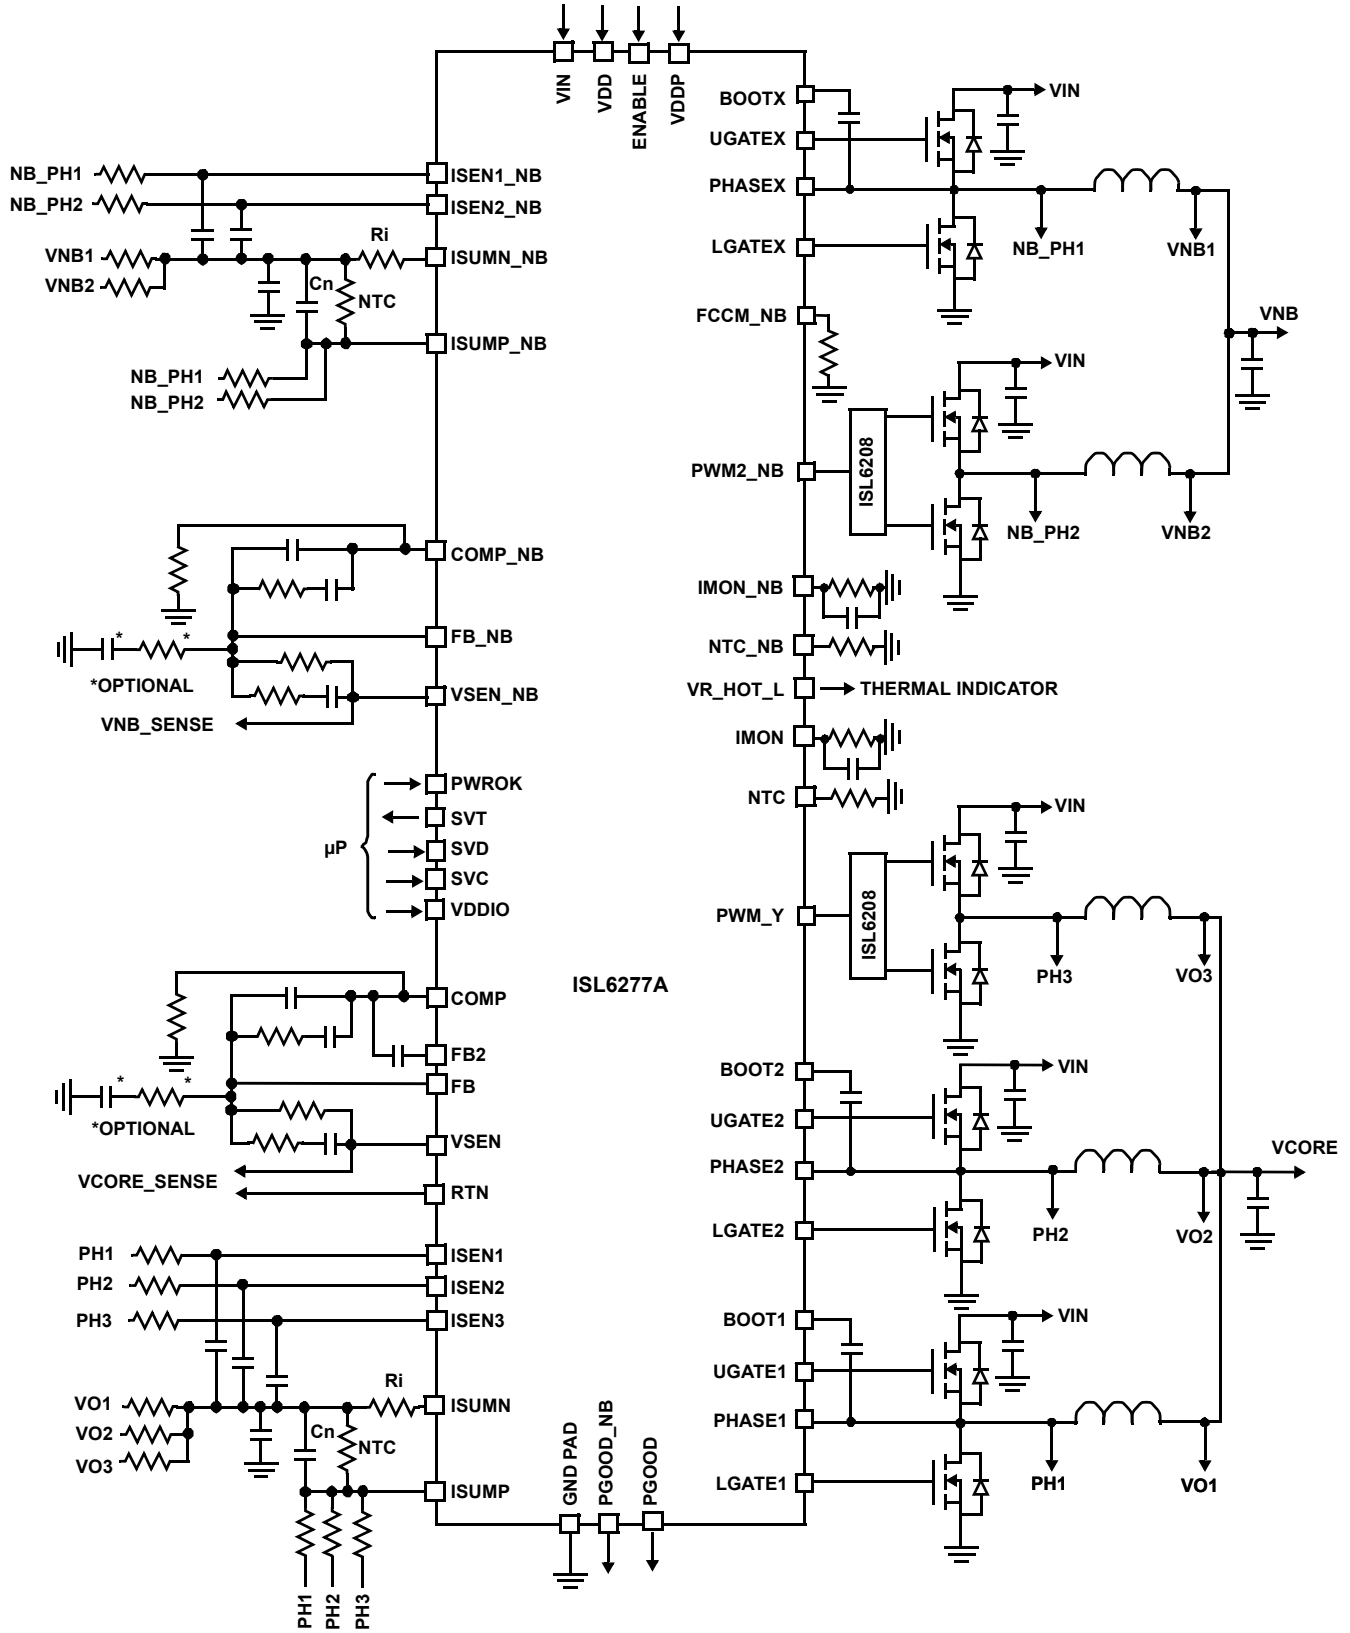 VIN
VDD
ENABLE
VDDP
NB_PH1
NB_PH2
VNB1
VNB2
Ri
Cn
NTC
NB_PH1
NB_PH2
ISEN1_NB
ISEN2_NB
ISUMN_NB
ISUMP_NB
COMP_NB
FB_NB
VSEN_NB
*
*
*OPTIONAL
VNB_SENSE
µP
PWROK
SVT
SVD
SVC
VDDIO
COMP
FB2
FB
VSEN
RTN
*
*
*OPTIONAL
VCORE_SENSE
PH1
PH2
PH3
ISEN1
ISEN2
ISEN3
VO1
VO2
VO3
Ri
Cn
NTC
ISUMN
ISUMP
PH1
PH2
PH3
GND PAD
PGOOD_NB
PGOOD
ISL6277A
BOOTX
UGATEX
PHASEX
LGATEX
FCCM_NB
PWM2_NB
IMON_NB
NTC_NB
VR_HOT_L
THERMAL INDICATOR
IMON
NTC
PWM_Y
BOOT2
UGATE2
PHASE2
LGATE2
BOOT1
UGATE1
PHASE1
LGATE1
VIN
NB_PH1
VNB1
VNB
VIN
ISL6208
NB_PH2
VNB2
VIN
ISL6208
PH3
VO3
VIN
PH2
VO2
VCORE
VIN
PH1
VO1